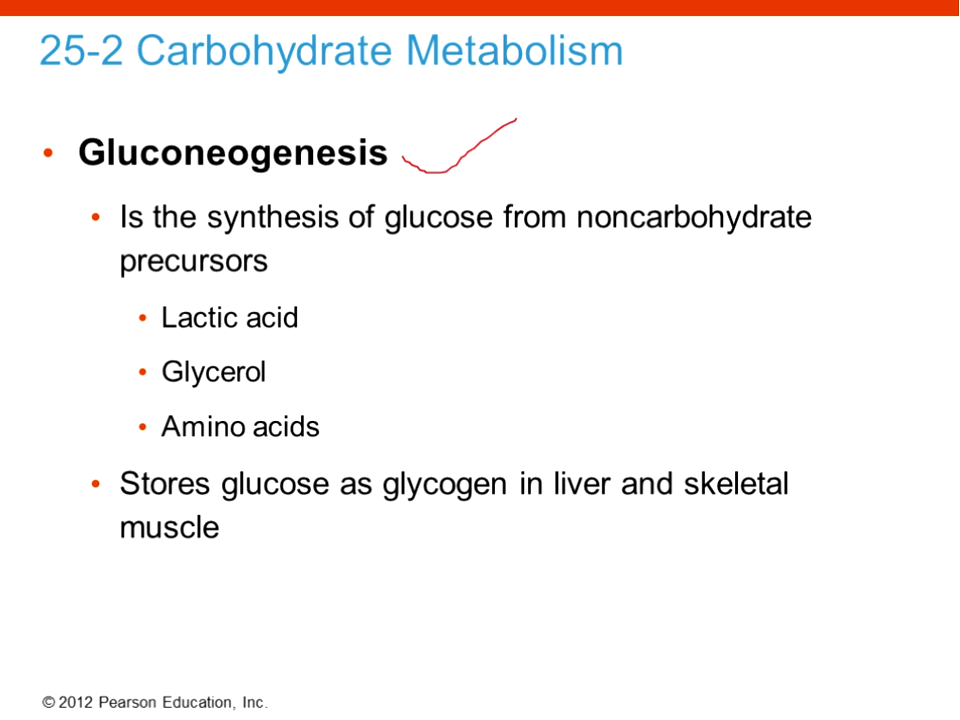 25-2 Carbohydrate Metabolism
• Gluconeogenesis
• Is the synthesis of glucose from noncarbohydrate
precursors
• Lactic acid
• Glycerol
• Amino acids
• Stores glucose as glycogen in liver and skeletal
muscle
© 2012 Pearson Education, Inc.